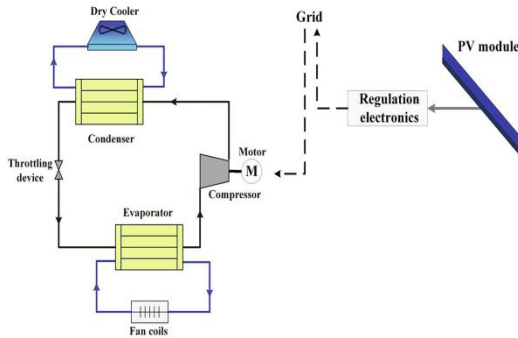 Dry Cooler
Grid
PV module
Regulation
electronics
Condenser
Throttling
device
Motor
M
Compressor
Evaporator
Fan coils